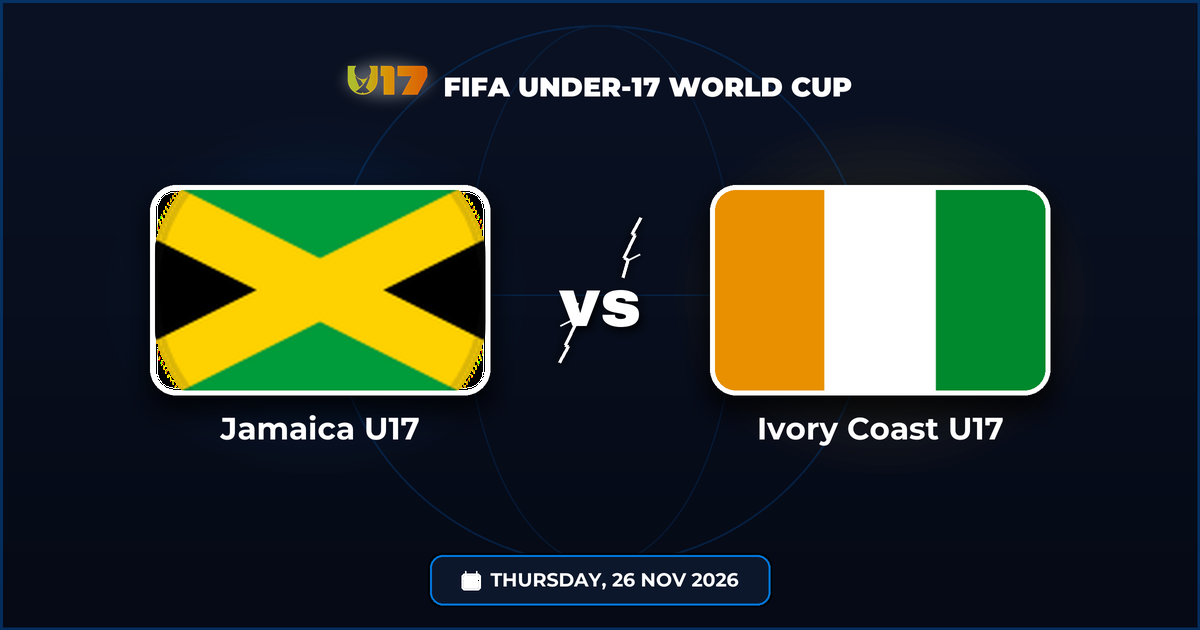 U17 FIFA UNDER-17 WORLD CUP
VS
Jamaica U17
Ivory Coast U17
THURSDAY, 26 NOV 2026